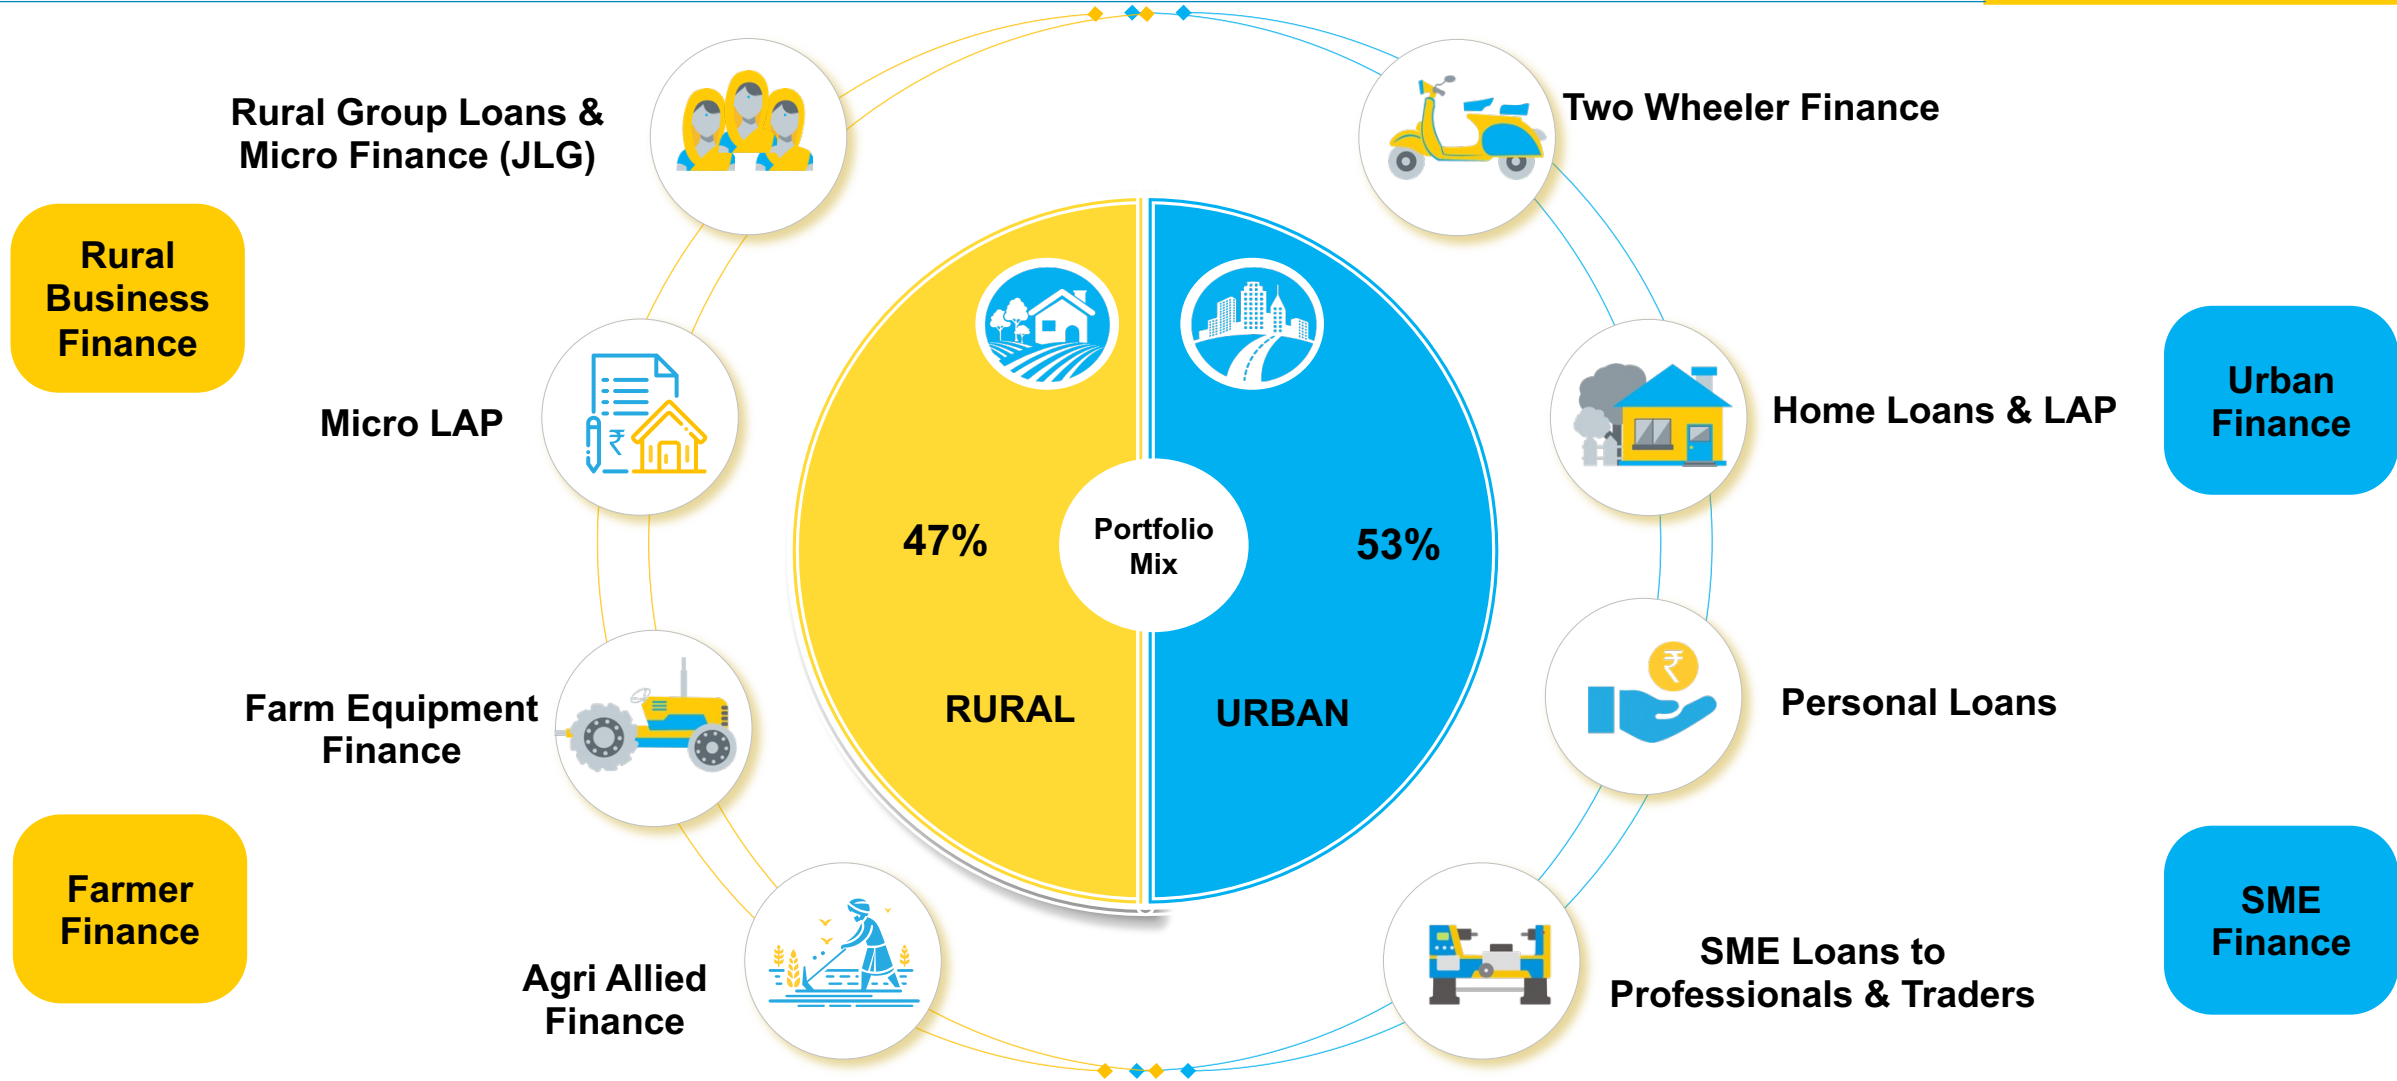 Rural Group Loans &
Micro Finance (JLG)
Two Wheeler Finance
Rural
Business
Finance
Micro LAP
Home Loans & LAP
Urban
Finance
47%
Portfolio
Mix
53%
RURAL
URBAN
Farm Equipment
Finance
Personal Loans
Farmer
Finance
Agri Allied
Finance
SME Loans to
Professionals & Traders
SME
Finance
₹
₹